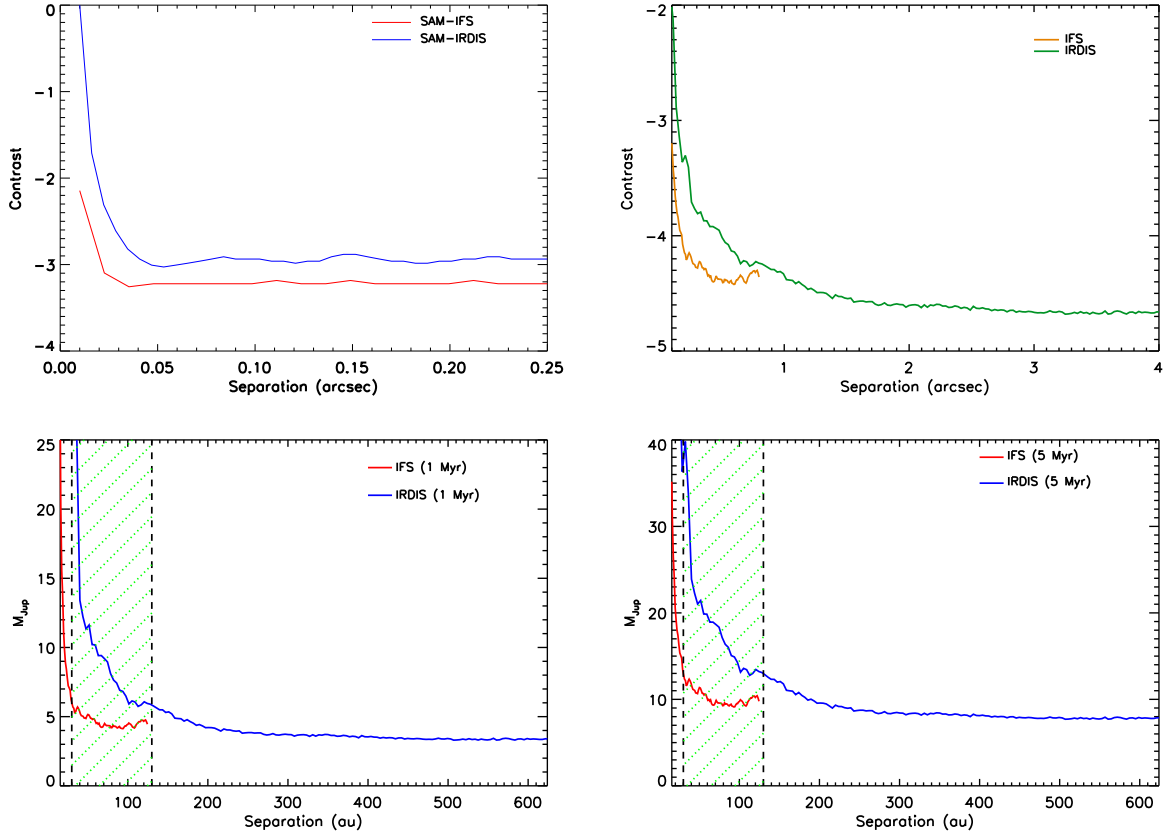 0
-1
-2
-3
-4
Contrast
SAM-IFS
SAM-IRDIS
0.00 0.05 0.10 0.15 0.20 0.25
Separation (arcsec)
-2
-3
-4
-5
Contrast
IFS
IRDIS
1 2 3 4
Separation (arcsec)
25
20
15
10
5
0
MJup
IFS (1 Myr)
IRDIS (1 Myr)
100 200 300 400 500 600
Separation (au)
40
30
20
10
0
MJup
IFS (5 Myr)
IRDIS (5 Myr)
100 200 300 400 500 600
Separation (au)